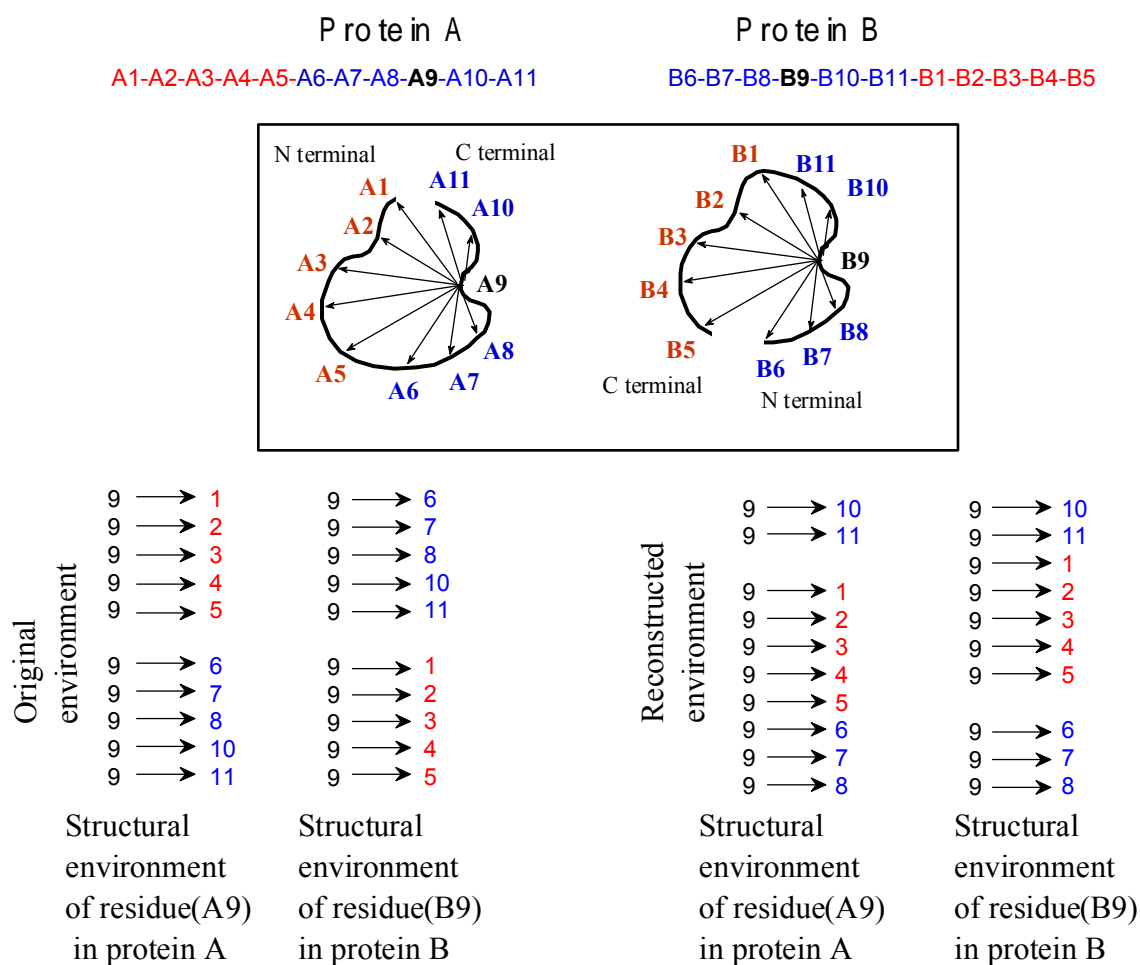 Protein A
Protein B
A1-A2-A3-A4-A5-A6-A7-A8-A9-A10-A11
B6-B7-B8-B9-B10-B11-B1-B2-B3-B4-B5
N terminal
C terminal
A1
A2
A3
A4
A5
A6
A7
A8
A9
A10
A11
B1
B2
B3
B4
B5
B6
B7
B8
B9
B10
B11
C terminal
N terminal
Original
environment
9 → 1
9 → 2
9 → 3
9 → 4
9 → 5
9 → 6
9 → 7
9 → 8
9 → 10
9 → 11
Structural
environment
of residue(A9)
in protein A
9 → 6
9 → 7
9 → 8
9 → 10
9 → 11
9 → 1
9 → 2
9 → 3
9 → 4
9 → 5
Structural
environment
of residue(B9)
in protein B
Reconstructed
environment
9 → 10
9 → 11
9 → 1
9 → 2
9 → 3
9 → 4
9 → 5
9 → 6
9 → 7
9 → 8
Structural
environment
of residue(A9)
in protein A
9 → 10
9 → 11
9 → 1
9 → 2
9 → 3
9 → 4
9 → 5
9 → 6
9 → 7
9 → 8
Structural
environment
of residue(B9)
in protein B